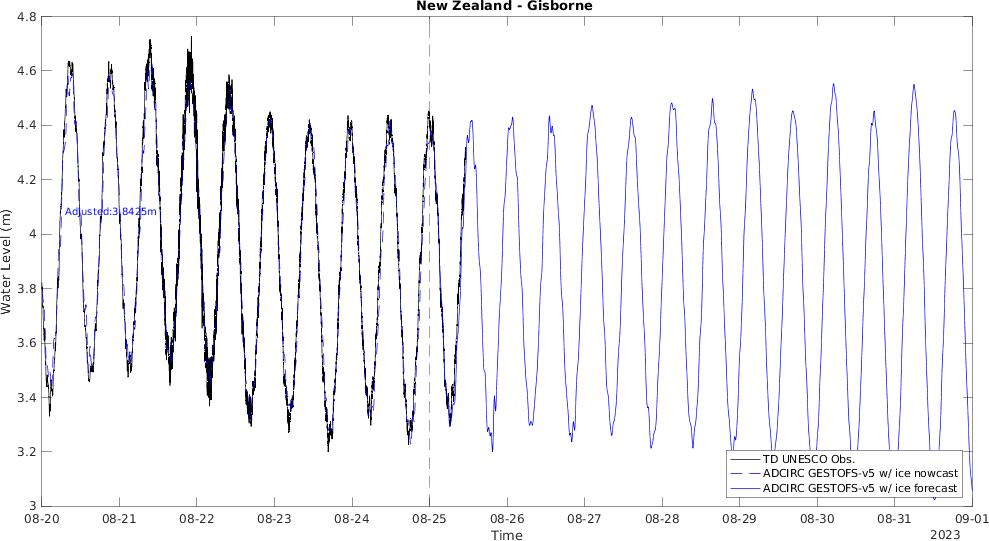 New Zealand - Gisborne
4.8
4.6
4.4
4.2
4
3.8
3.6
3.4
3.2
3
Water Level (m)
Adjusted:3.8425m
TD UNESCO Obs.
ADCIRC GESTOFS-v5 w/ ice nowcast
ADCIRC GESTOFS-v5 w/ ice forecast
08-20 08-21 08-22 08-23 08-24 08-25 08-26 08-27 08-28 08-29 08-30 08-31 09-01
Time
2023